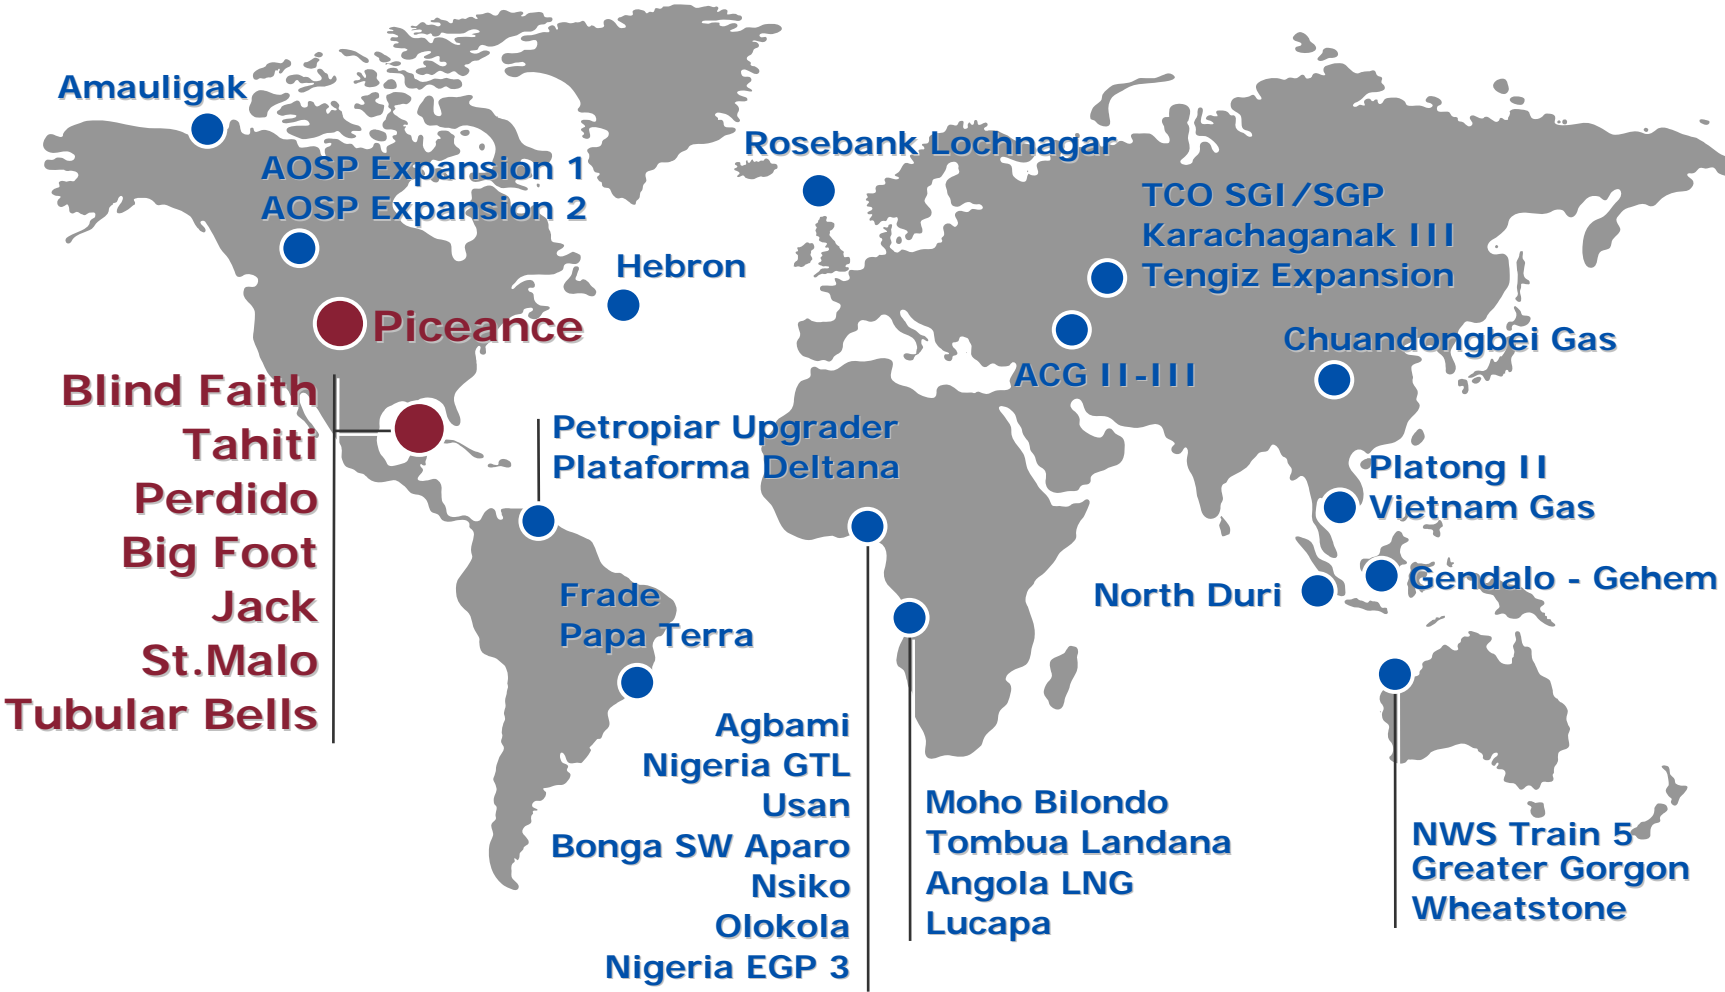 Amauligak
AOSP Expansion 1
AOSP Expansion 2
Rosebank Lochnagar
TCO SGI/SGP
Karachaganak III
Tengiz Expansion
Hebron
Piceance
Chuandongbei Gas
ACG II-III
Blind Faith
Tahiti
Perdido
Big Foot
Jack
St.Malo
Tubular Bells
Petropiar Upgrader
Plataforma Deltana
Platong II
Vietnam Gas
Gendalo - Gehem
North Duri
Frade
Papa Terra
Agbami
Nigeria GTL
Usan
Bonga SW Aparo
Nsiko
Olokola
Nigeria EGP 3
Moho Bilondo
Tombua Landana
Angola LNG
Lucapa
NWS Train 5
Greater Gorgon
Wheatstone